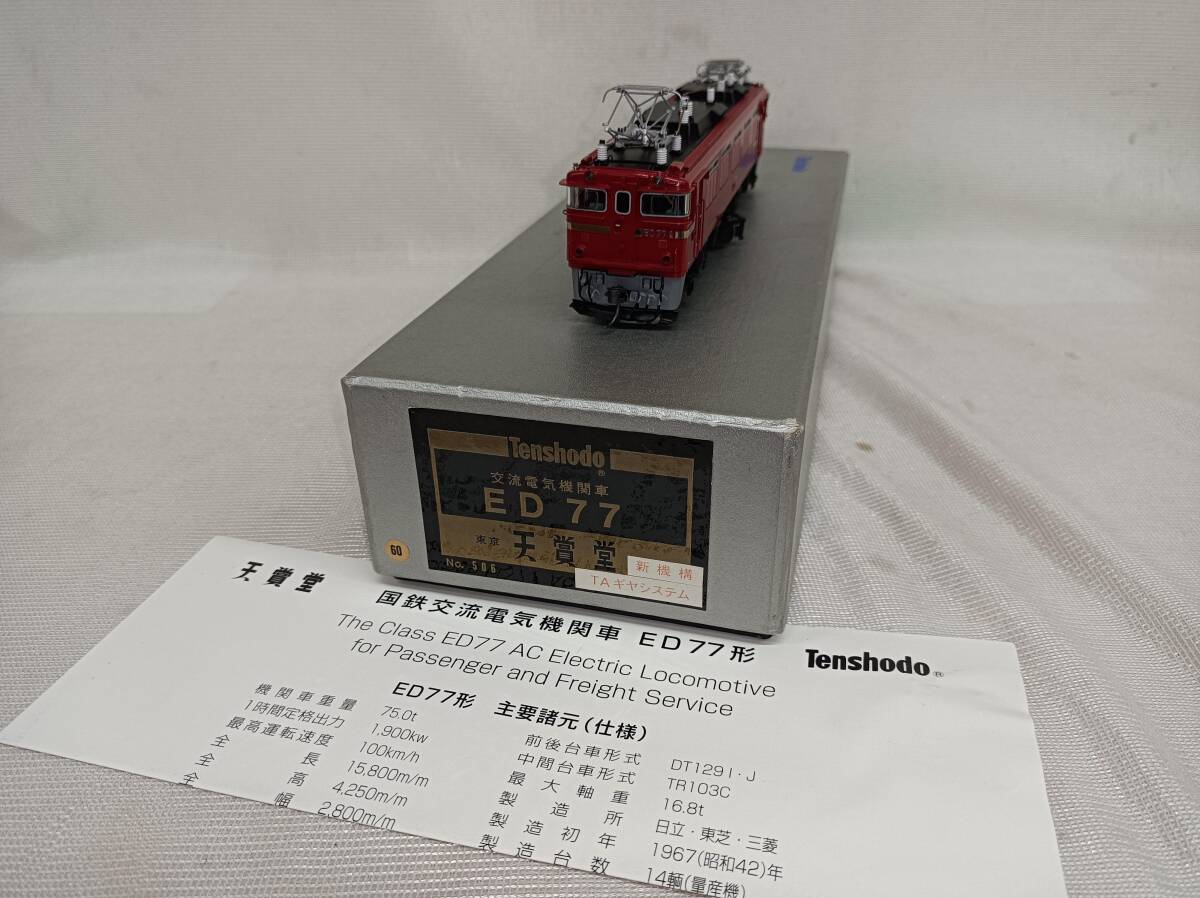 ED77
Tenshodo®
交流電気機関車
ED 77
東京 天賞堂
No. 506
60
新機構
TAギヤシステム
天賞堂
国鉄交流電気機関車 ED77形
Tenshodo®
The Class ED77 AC Electric Locomotive
for Passenger and Freight Service
ED77形 主要諸元(仕様)
機関車重量 75.0t
1時間定格出力 1,900kw
最高運転速度 100km/h
全長 15,800m/m
全高 4,250m/m
全幅 2,800m/m
前後台車形式 DT129I・J
中間台車形式 TR103C
最大軸重 16.8t
製造所 日立・東芝・三菱
製造初年 1967(昭和42)年
製造台数 14輌(量産機)